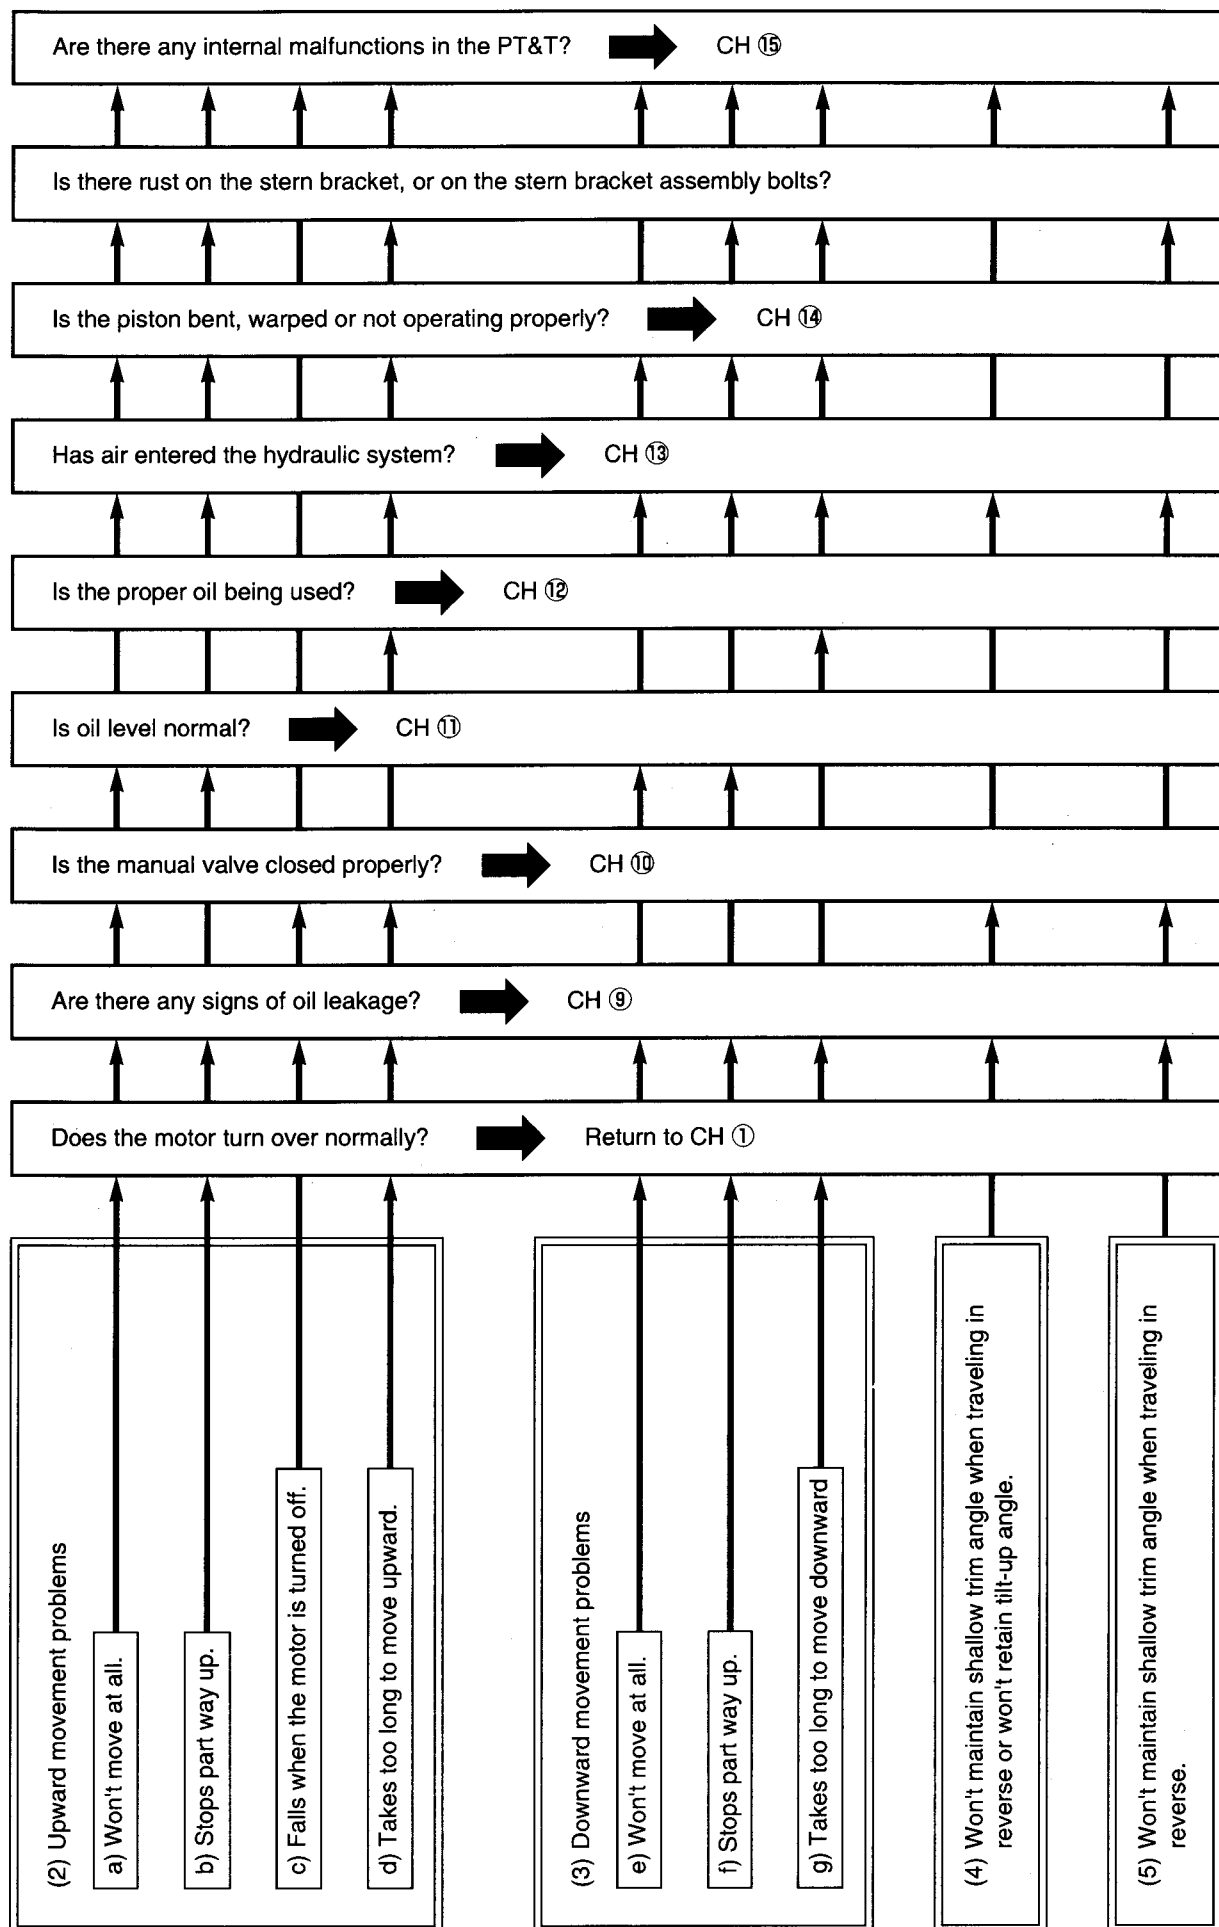 Are there any internal malfunctions in the PT&T? CH ⑮
Is there rust on the stern bracket, or on the stern bracket assembly bolts?
Is the piston bent, warped or not operating properly? CH ⑭
Has air entered the hydraulic system? CH ⑬
Is the proper oil being used? CH ⑫
Is oil level normal? CH ⑪
Is the manual valve closed properly? CH ⑩
Are there any signs of oil leakage? CH ⑨
Does the motor turn over normally? Return to CH ①
(2) Upward movement problems
a) Won't move at all.
b) Stops part way up.
c) Falls when the motor is turned off.
d) Takes too long to move upward.
(3) Downward movement problems
e) Won't move at all.
f) Stops part way up.
g) Takes too long to move downward
(4) Won't maintain shallow trim angle when traveling in
reverse or won't retain tilt-up angle.
(5) Won't maintain shallow trim angle when traveling in
reverse.